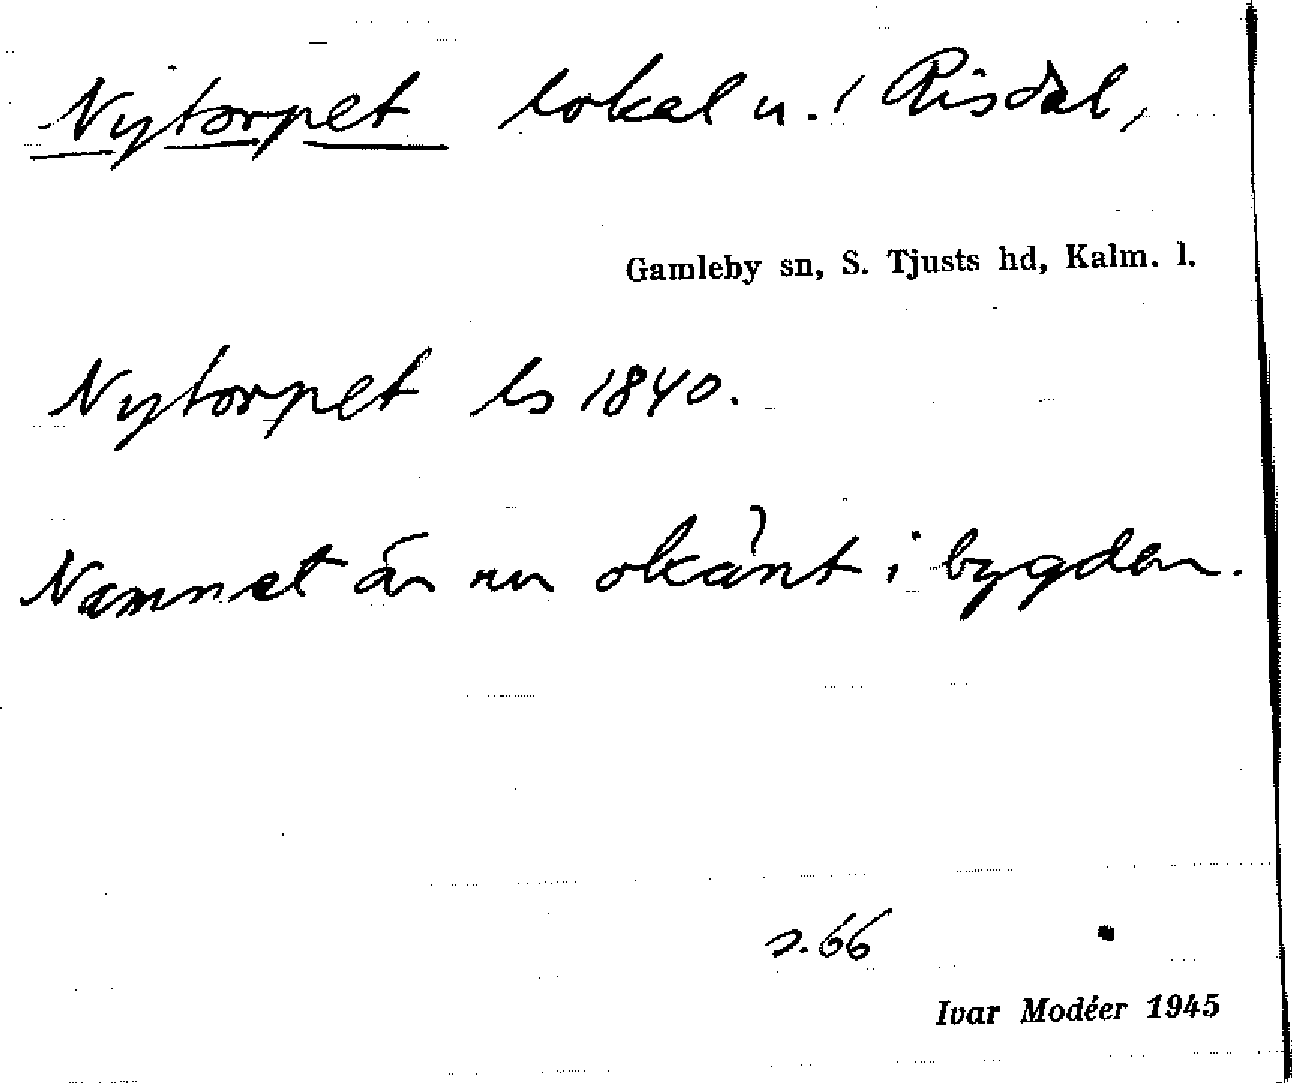 Nytorpet lokal u. i Risdal,
Gamleby sn, S. Tjusts hd, Kalm. l.
Nytorpet ls 1840.
Namnet är nu okänt i bygden.
s. 66
Ivar Modéer 1945